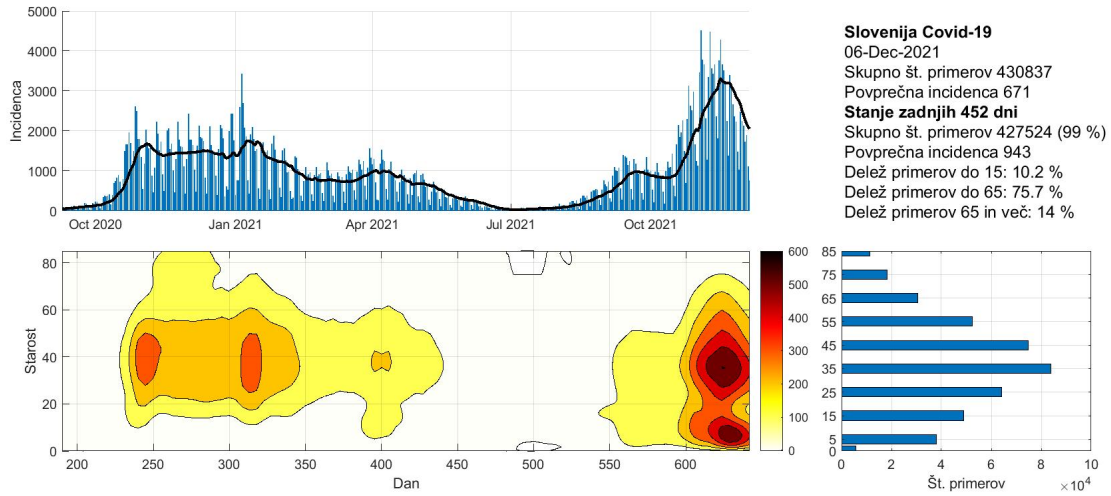 5000
4000
3000
2000
1000
0
Incidenca
Oct 2020
Jan 2021
Apr 2021
Jul 2021
Oct 2021
Slovenija Covid-19
06-Dec-2021
Skupno št. primerov 430837
Povprečna incidenca 671
Stanje zadnjih 452 dni
Skupno št. primerov 427524 (99 %)
Povprečna incidenca 943
Delež primerov do 15: 10.2 %
Delež primerov do 65: 75.7 %
Delež primerov 65 in več: 14 %
80
60
40
20
0
Starost
200
250
300
350
400
450
500
550
600
Dan
600
500
400
300
200
100
0
85
75
65
55
45
35
25
15
5
0
0
2
4
6
8
10
Št. primerov
×10⁴